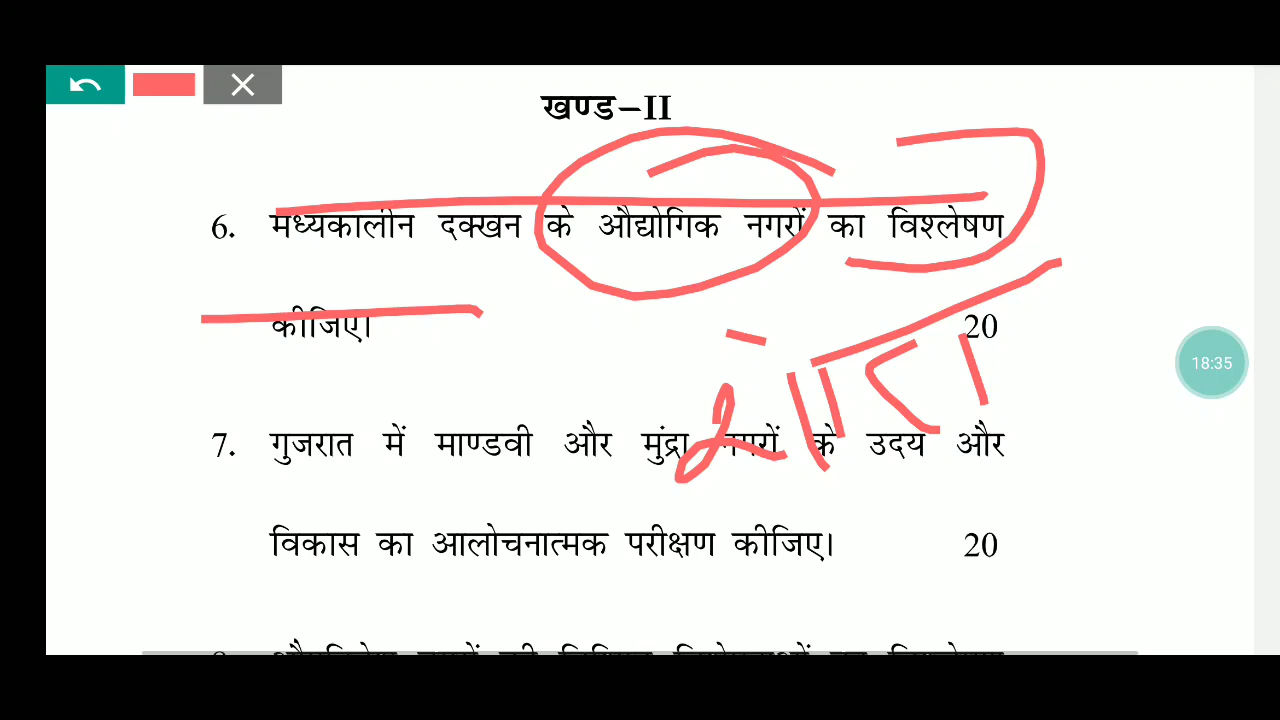 खण्ड–II
6. मध्यकालीन दक्खन के औद्योगिक नगरों का विश्लेषण
कीजिए। 20
18:35
7. गुजरात में माण्डवी और मुंद्रा नगरों के उदय और
विकास का आलोचनात्मक परीक्षण कीजिए। 20